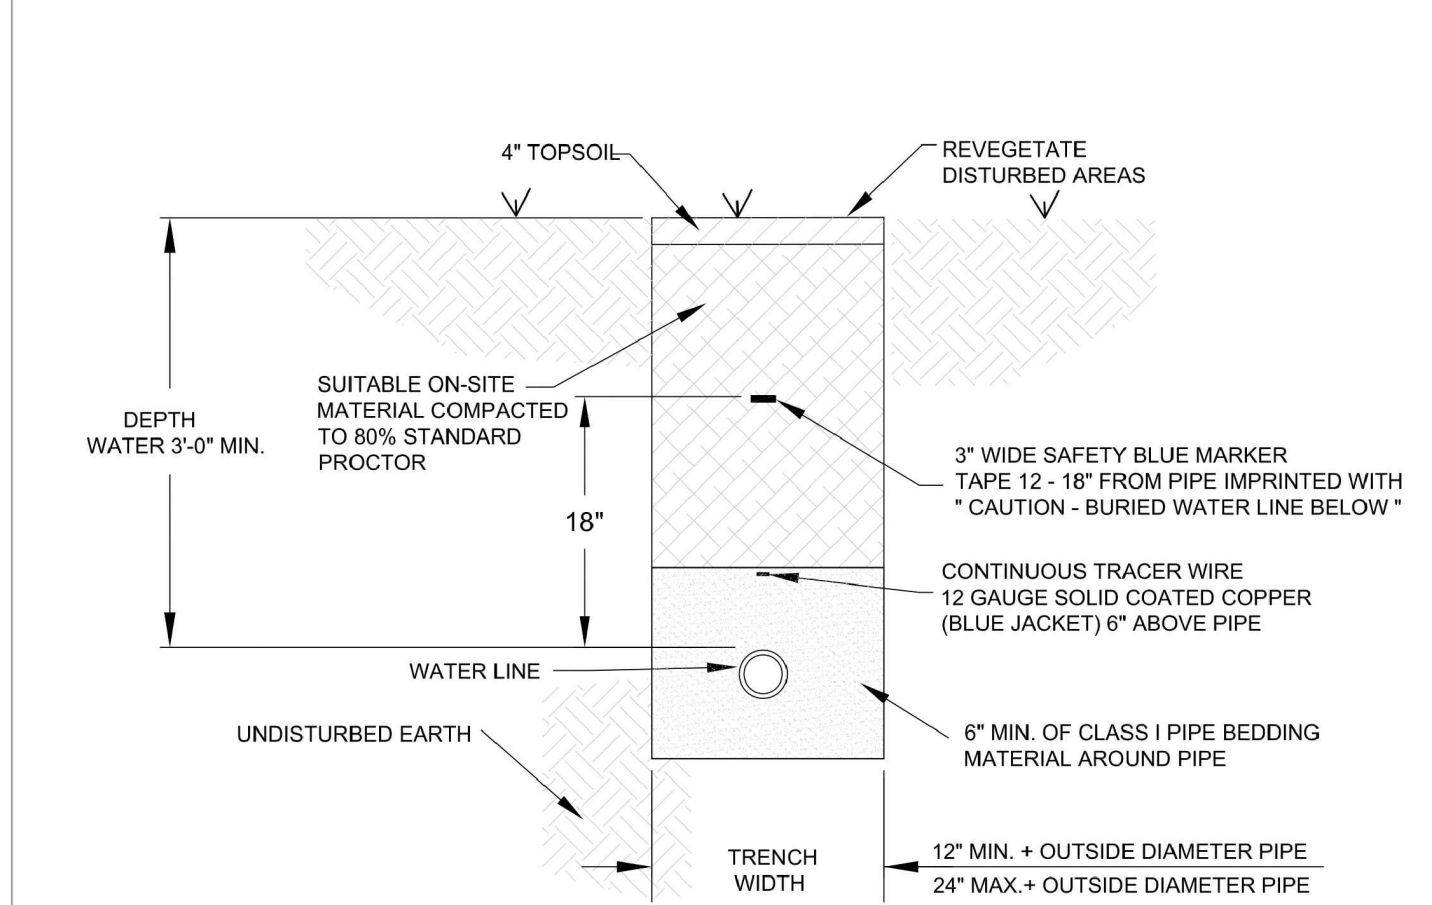 4" TOPSOIL
REVEGETATE
DISTURBED AREAS
SUITABLE ON-SITE
MATERIAL COMPACTED
TO 80% STANDARD
PROCTOR
DEPTH
WATER 3'-0" MIN.
18"
3" WIDE SAFETY BLUE MARKER
TAPE 12 - 18" FROM PIPE IMPRINTED WITH
" CAUTION - BURIED WATER LINE BELOW "
CONTINUOUS TRACER WIRE
12 GAUGE SOLID COATED COPPER
(BLUE JACKET) 6" ABOVE PIPE
WATER LINE
UNDISTURBED EARTH
6" MIN. OF CLASS I PIPE BEDDING
MATERIAL AROUND PIPE
TRENCH
WIDTH
12" MIN. + OUTSIDE DIAMETER PIPE
24" MAX.+ OUTSIDE DIAMETER PIPE